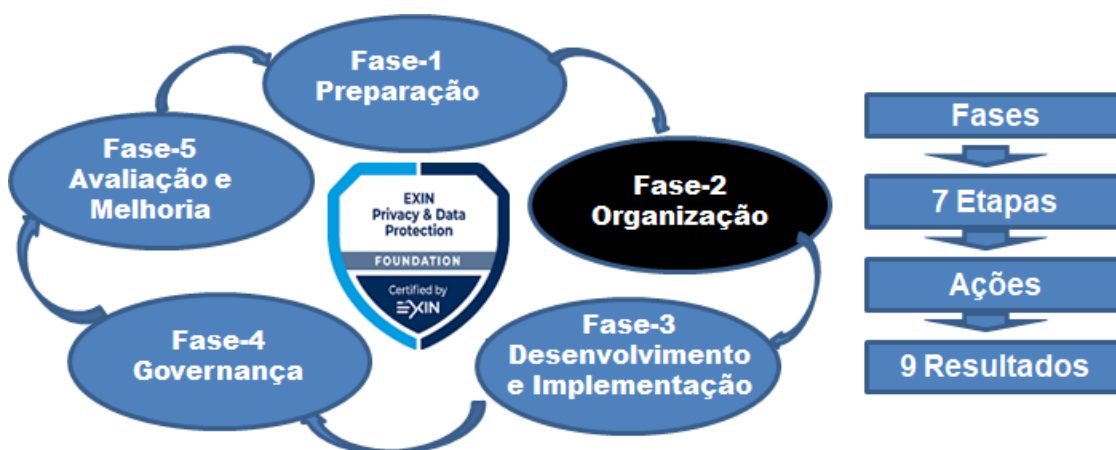 Fase-1
Preparação
Fase-2
Organização
Fase-3
Desenvolvimento
e Implementação
Fase-4
Governança
Fase-5
Avaliação e
Melhoria
EXIN
Privacy & Data
Protection
FOUNDATION
Certified by
EXIN
Fases
7 Etapas
Ações
9 Resultados